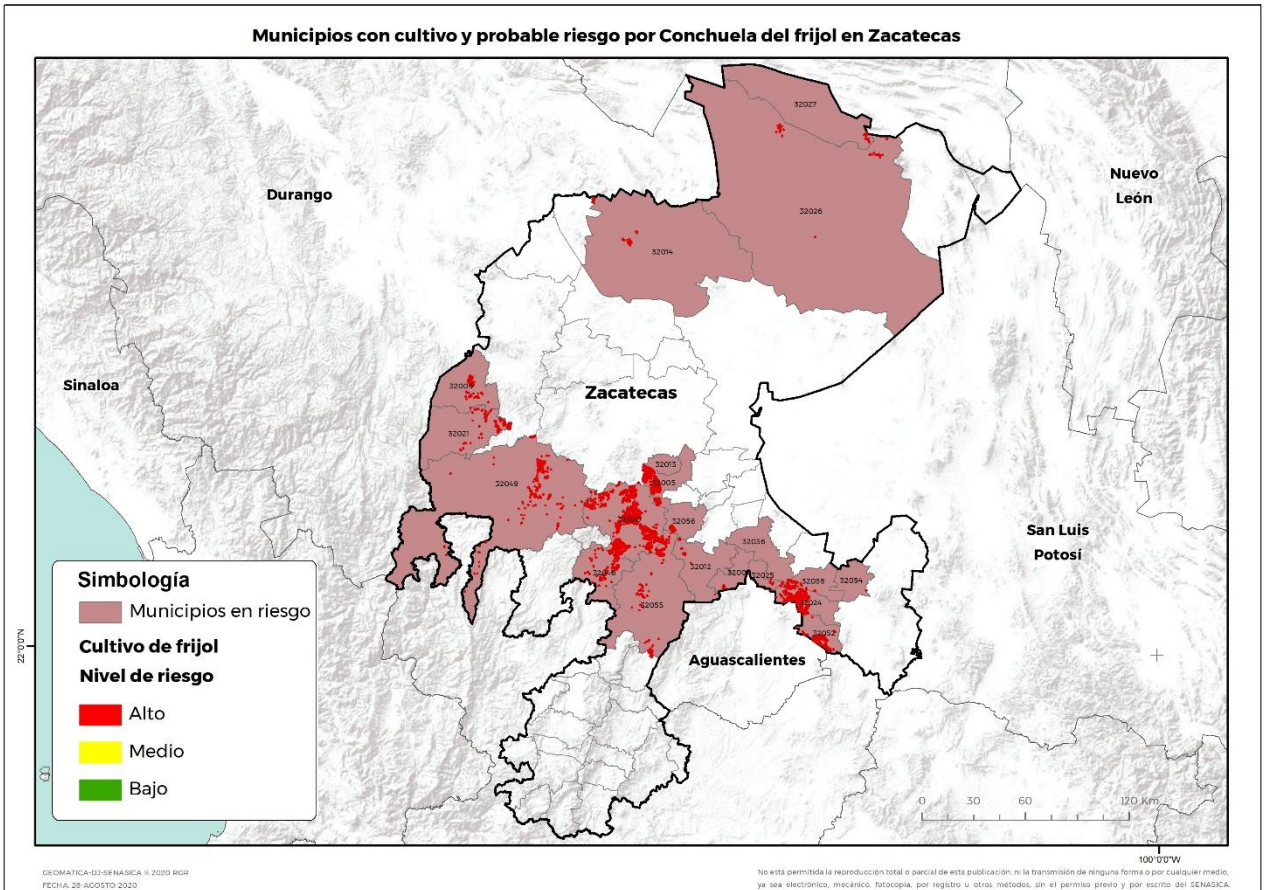 Municipios con cultivo y probable riesgo por Conchuela del frijol en Zacatecas
32027
Durango
Nuevo
León
32026
32014
Sinaloa
32009
Zacatecas
32021
32013
32005
32049
32056
32036
San Luis
Potosí
32012
32025
32038
32054
32046
32024
32055
32052
22°0'0"N
Aguascalientes
Simbología
Municipios en riesgo
Cultivo de frijol
Nivel de riesgo
Alto
Medio
Bajo
0 30 60 120 Km
100°0'0"W
GEOMATICA-DJ-SENASICA ® 2020 RGR
FECHA: 28-AGOSTO-2020
No está permitida la reproducción total o parcial de esta publicación, ni la transmisión de ninguna forma o por cualquier medio,
ya sea electrónico, mecánico, fotocopia, por registro u otros métodos, sin el permiso previo y por escrito del SENASICA.